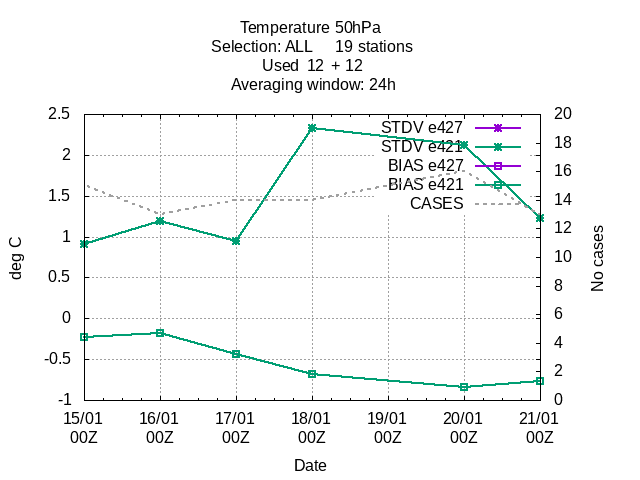 Temperature 50hPa
Selection: ALL     19 stations
Used  12 + 12
Averaging window: 24h
2.5
2
1.5
1
0.5
0
-0.5
-1
deg C
20
18
16
14
12
10
8
6
4
2
0
No cases
STDV e427
STDV e421
BIAS e427
BIAS e421
CASES
15/01 16/01 17/01 18/01 19/01 20/01 21/01
00Z 00Z 00Z 00Z 00Z 00Z 00Z
Date